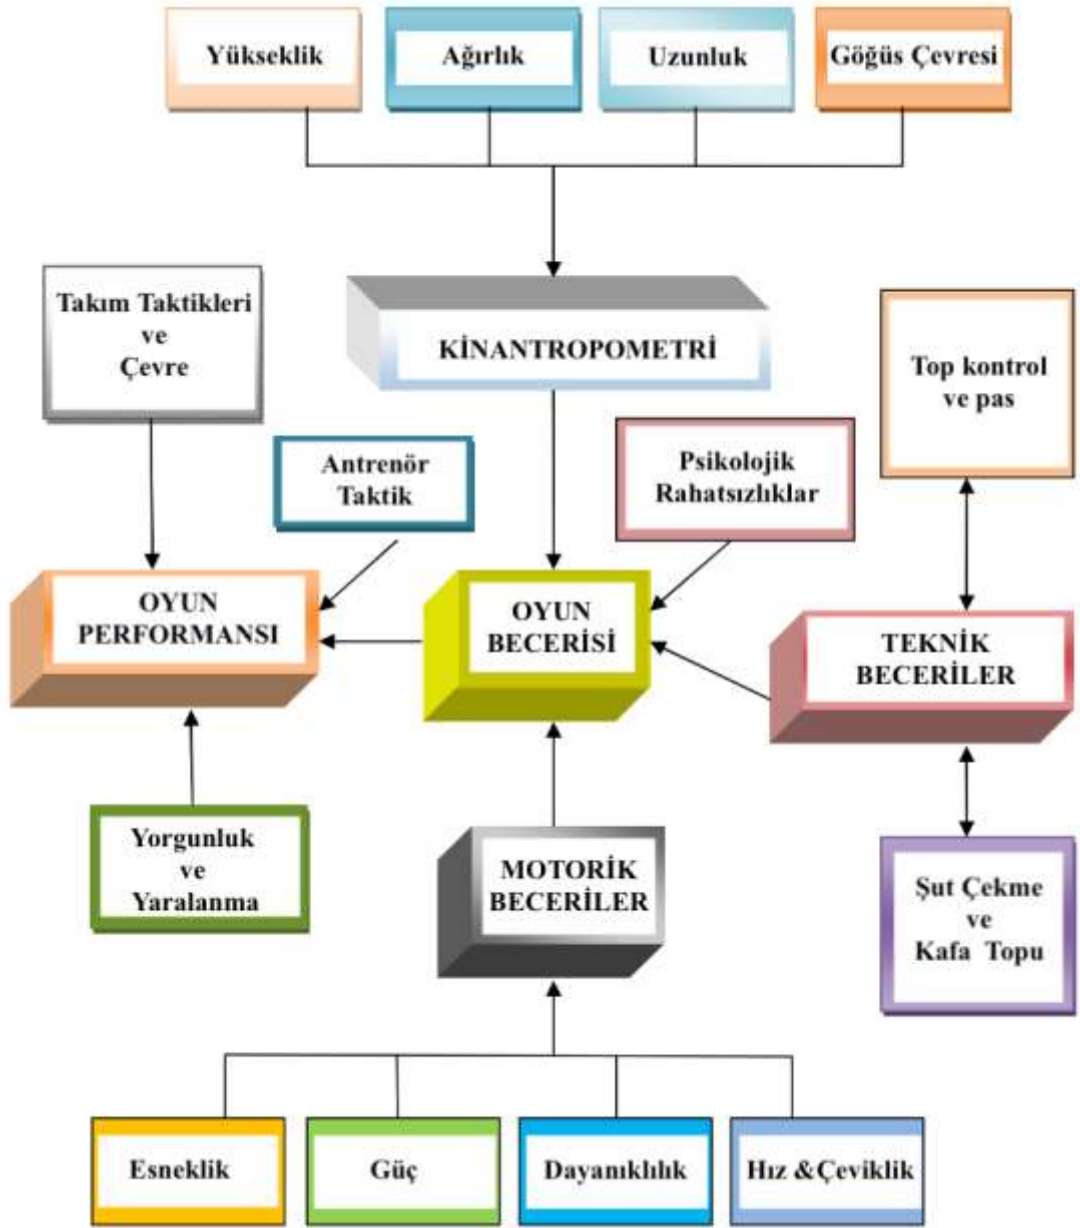 Yükseklik
Ağırlık
Uzunluk
Göğüs Çevresi
Takım Taktikleri
ve
Çevre
KİNANTROPOMETRİ
Top kontrol
ve pas
Antrenör
Taktik
Psikolojik
Rahatsızlıklar
OYUN
PERFORMANSI
OYUN
BECERİSİ
TEKNİK
BECERİLER
Yorgunluk
ve
Yaralanma
MOTORİK
BECERİLER
Şut Çekme
ve
Kafa Topu
Esneklik
Güç
Dayanıklılık
Hız &Çeviklik